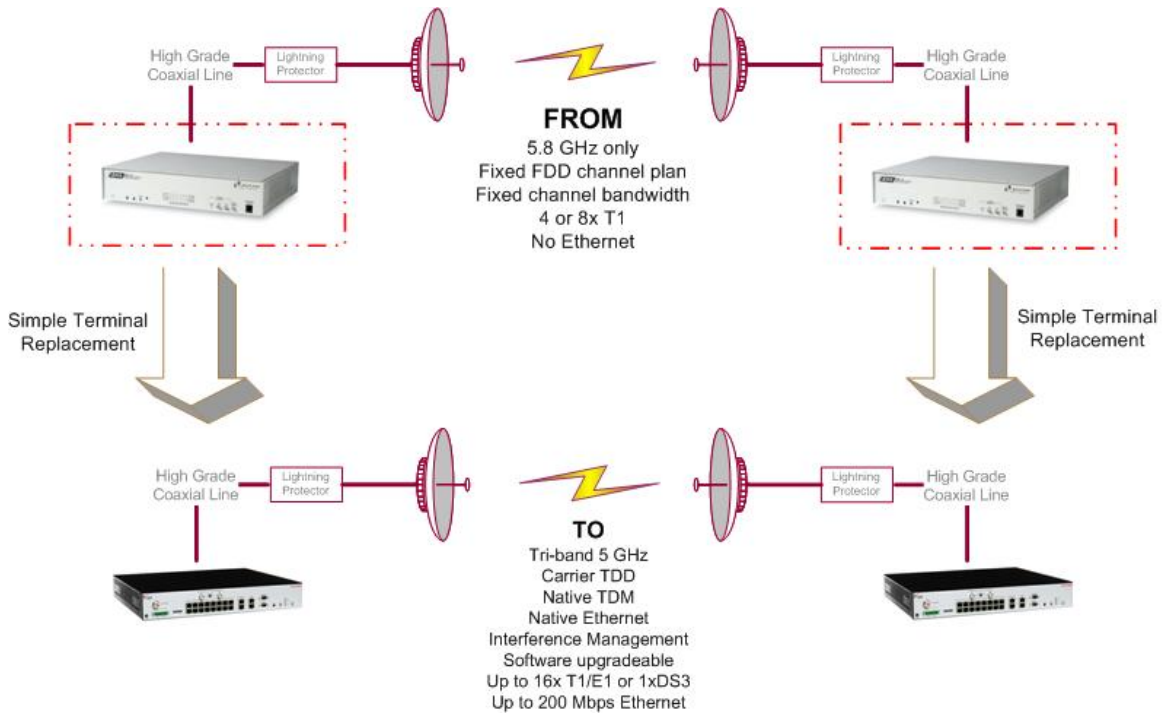 High Grade
Coaxial Line
Lightning
Protector
Lightning
Protector
High Grade
Coaxial Line
FROM
5.8 GHz only
Fixed FDD channel plan
Fixed channel bandwidth
4 or 8x T1
No Ethernet
Simple Terminal
Replacement
Simple Terminal
Replacement
High Grade
Coaxial Line
Lightning
Protector
Lightning
Protector
High Grade
Coaxial Line
TO
Tri-band 5 GHz
Carrier TDD
Native TDM
Native Ethernet
Interference Management
Software upgradeable
Up to 16x T1/E1 or 1xDS3
Up to 200 Mbps Ethernet